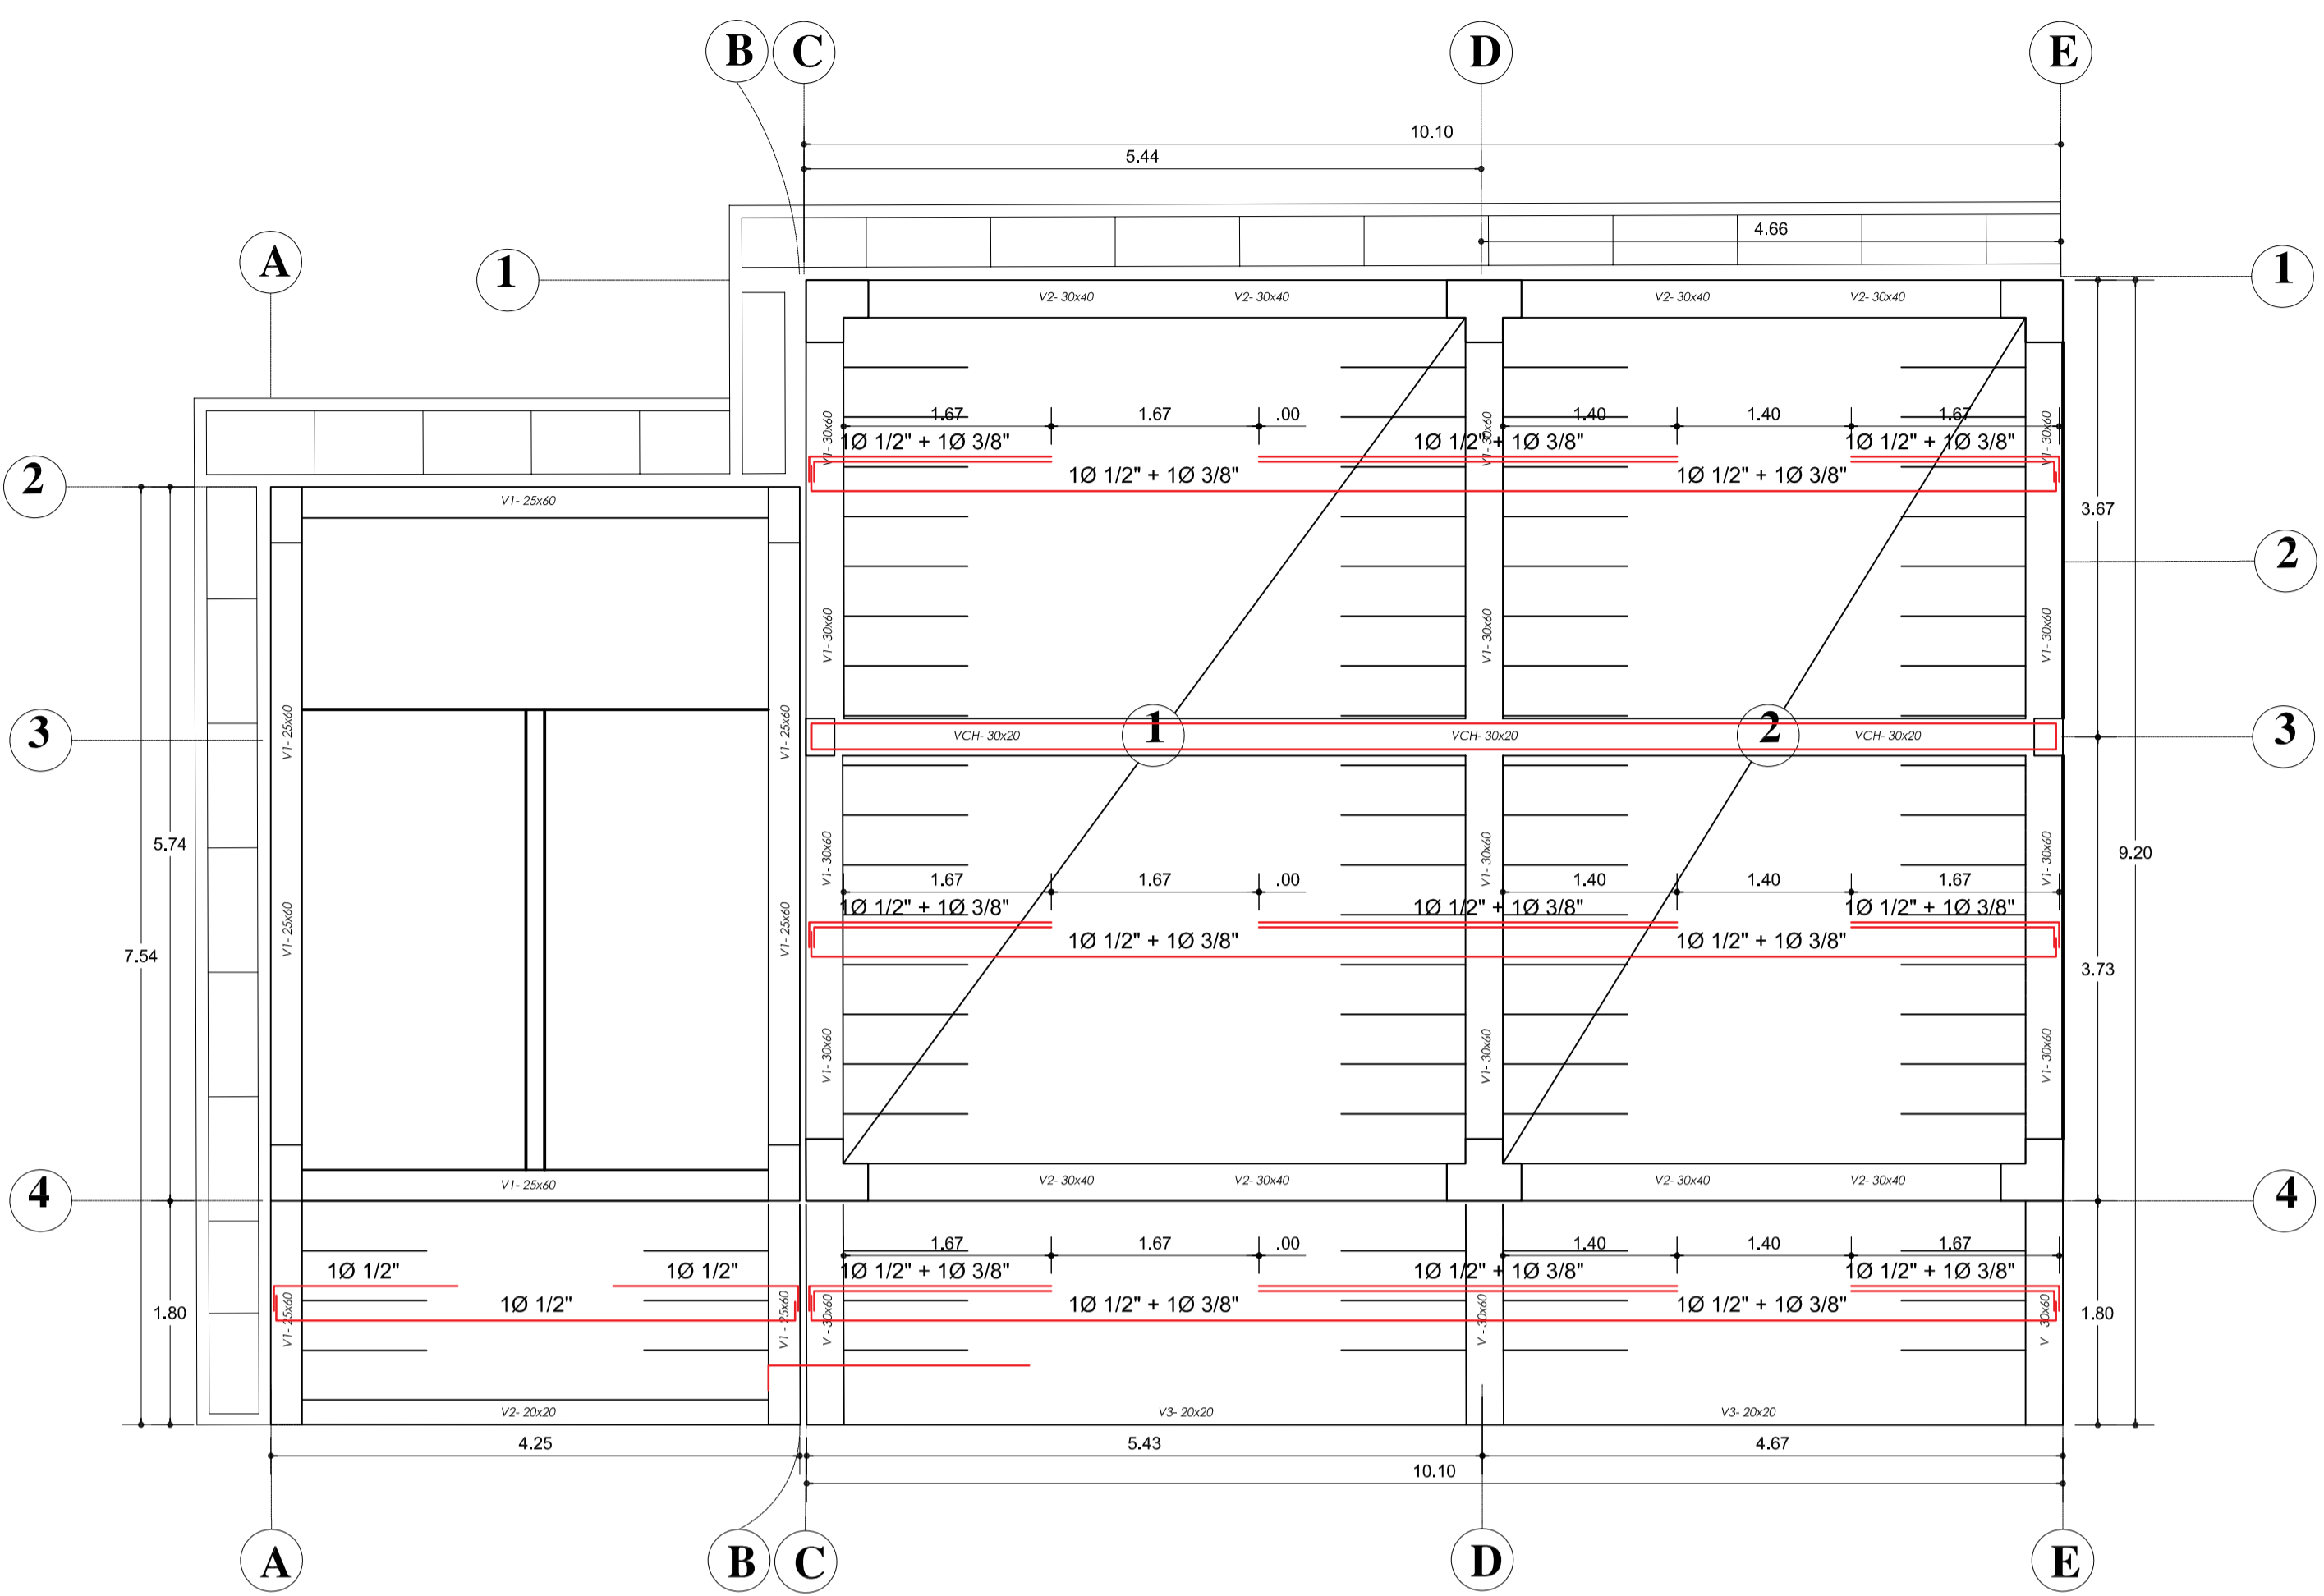 B C D E
10.10
5.44
4.66
A 1 1
V2- 30x40 V2- 30x40 V2- 30x40 V2- 30x40
1.67 1.67 .00 1.40 1.40 1.67
V1- 30x60 V1- 30x60 V1- 30x60
1Ø 1/2" + 1Ø 3/8" 1Ø 1/2" + 1Ø 3/8" 1Ø 1/2" + 1Ø 3/8"
1Ø 1/2" + 1Ø 3/8" 1Ø 1/2" + 1Ø 3/8"
2
V1- 25x60
3.67
2
V1- 30x60 V1- 30x60 V1- 30x60
3 V1- 25x60 V1- 25x60 VCH- 30x20 1 VCH- 30x20 2 VCH- 30x20 3
5.74
V1- 30x60 V1- 30x60 V1- 30x60
9.20
1.67 1.67 .00 1.40 1.40 1.67
1Ø 1/2" + 1Ø 3/8" 1Ø 1/2" + 1Ø 3/8" 1Ø 1/2" + 1Ø 3/8"
V1- 25x60 V1- 25x60
1Ø 1/2" + 1Ø 3/8" 1Ø 1/2" + 1Ø 3/8"
7.54
3.73
V1- 30x60 V1- 30x60 V1- 30x60
V1- 25x60 V2- 30x40 V2- 30x40 V2- 30x40 V2- 30x40
4 4
1.67 1.67 .00 1.40 1.40 1.67
1Ø 1/2" 1Ø 1/2" 1Ø 1/2" + 1Ø 3/8" 1Ø 1/2" + 1Ø 3/8" 1Ø 1/2" + 1Ø 3/8"
1Ø 1/2" 1Ø 1/2" + 1Ø 3/8" 1Ø 1/2" + 1Ø 3/8"
1.80 V1- 25x60 V1 - 25x60 V - 30x60 V - 30x60 V - 30x60 1.80
V2- 20x20 V3- 20x20 V3- 20x20
4.25 5.43 4.67
10.10
A B C D E